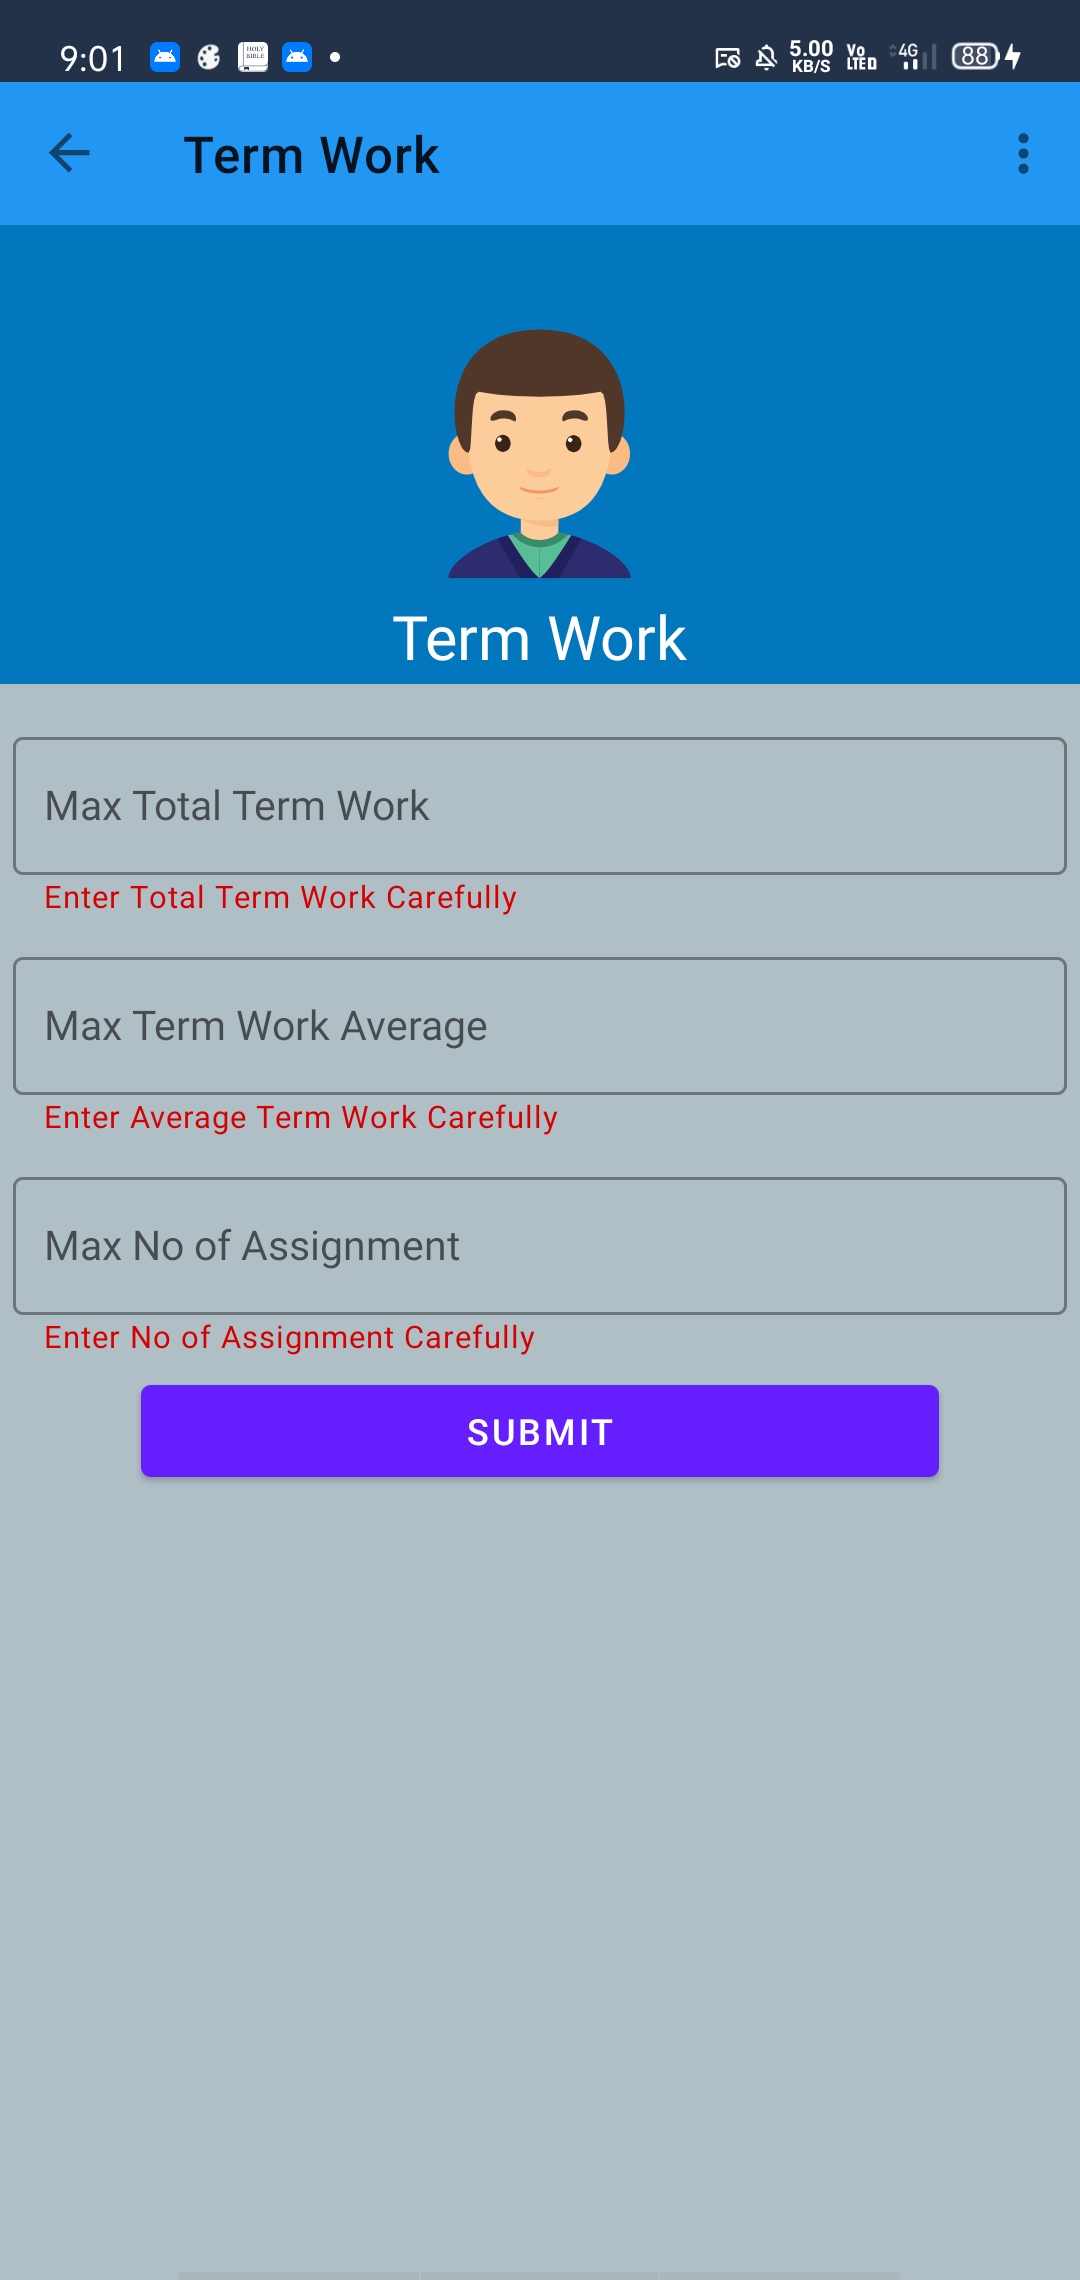 9:01 HOLY BIBLE 5.00 KB/S Vo LTE 4G 88
Term Work
Term Work
Max Total Term Work
Enter Total Term Work Carefully
Max Term Work Average
Enter Average Term Work Carefully
Max No of Assignment
Enter No of Assignment Carefully
SUBMIT